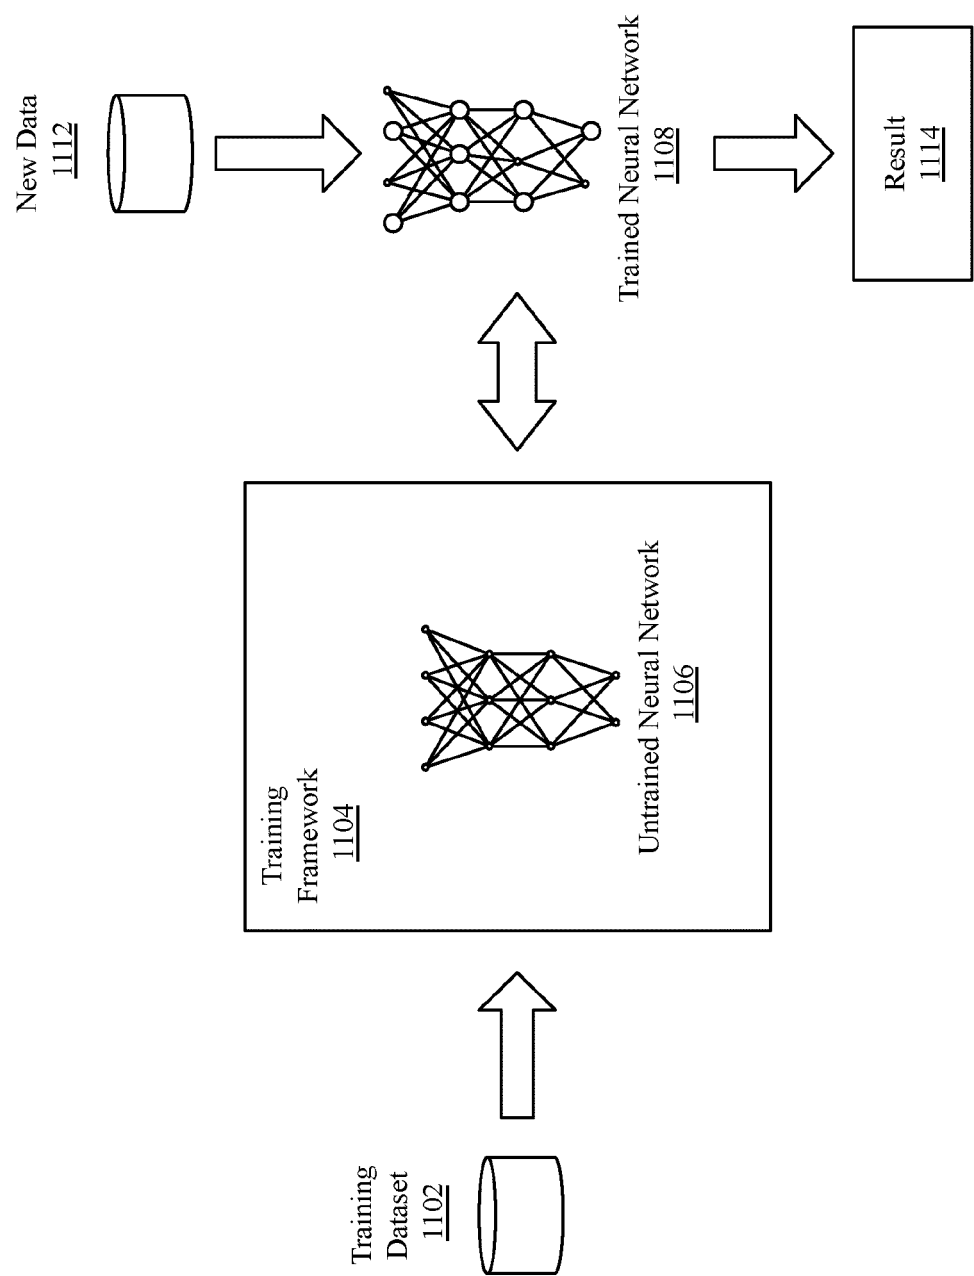 Training
Dataset
1102
Training
Framework
1104
Untrained Neural Network
1106
New Data
1112
Trained Neural Network
1108
Result
1114